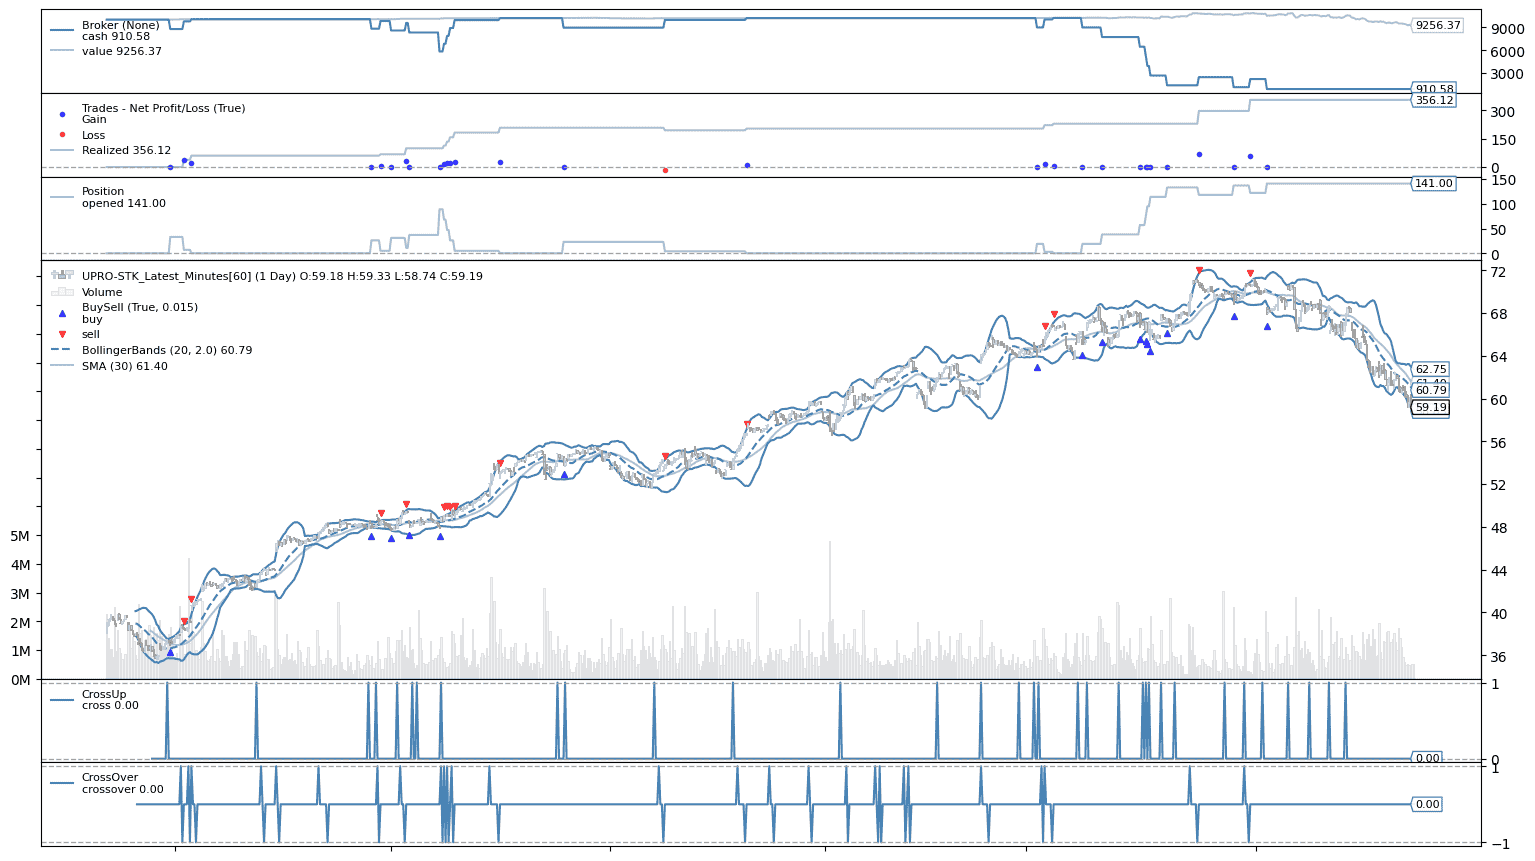 Broker (None)
cash 910.58
value 9256.37
9256.37
910.58
9000
6000
3000
Trades - Net Profit/Loss (True)
Gain
Loss
Realized 356.12
356.12
300
150
0
Position
opened 141.00
141.00
150
100
50
0
UPRO-STK_Latest_Minutes[60] (1 Day) O:59.18 H:59.33 L:58.74 C:59.19
Volume
BuySell (True, 0.015)
buy
sell
BollingerBands (20, 2.0) 60.79
SMA (30) 61.40
72
68
64
60
56
52
48
44
40
36
62.75
61.40
60.79
59.19
5M
4M
3M
2M
1M
0M
CrossUp
cross 0.00
0.00
1
0
CrossOver
crossover 0.00
0.00
1
−1